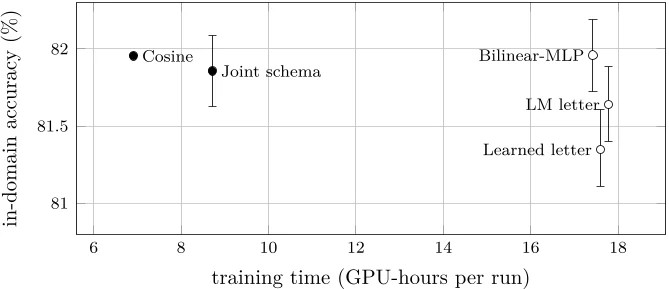 in-domain accuracy (%)
82
81.5
81
Cosine
Joint schema
Bilinear-MLP
LM letter
Learned letter
6 8 10 12 14 16 18
training time (GPU-hours per run)